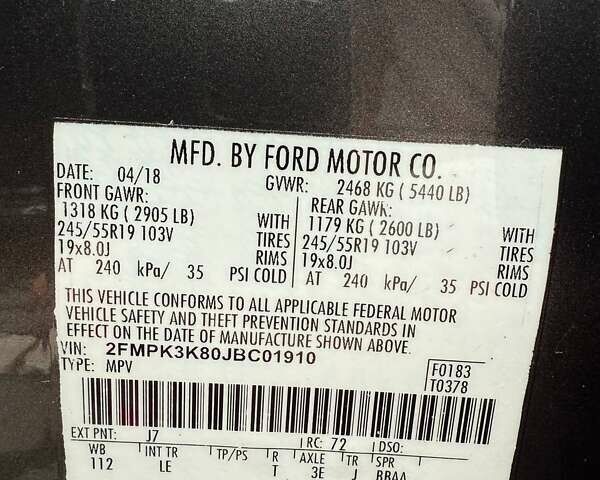 MFD. BY FORD MOTOR CO.
DATE: 04/18 GVWR: 2468 KG ( 5440 LB)
FRONT GAWR: REAR GAWR:
1318 KG ( 2905 LB) WITH 1179 KG ( 2600 LB) WITH
245/55R19 103V TIRES 245/55R19 103V TIRES
19x8.0J RIMS 19x8.0J RIMS
AT 240 kPa/ 35 PSI COLD AT 240 kPa/ 35 PSI COLD
THIS VEHICLE CONFORMS TO ALL APPLICABLE FEDERAL MOTOR
VEHICLE SAFETY AND THEFT PREVENTION STANDARDS IN
EFFECT ON THE DATE OF MANUFACTURE SHOWN ABOVE.
VIN: 2FMPK3K80JBC01910 F0183
TYPE: MPV T0378
EXT PNT: J7 RC: 72 DSO:
WB INT TR TP/PS R AXLE TR SPR
112 LE T 3E J BBAA